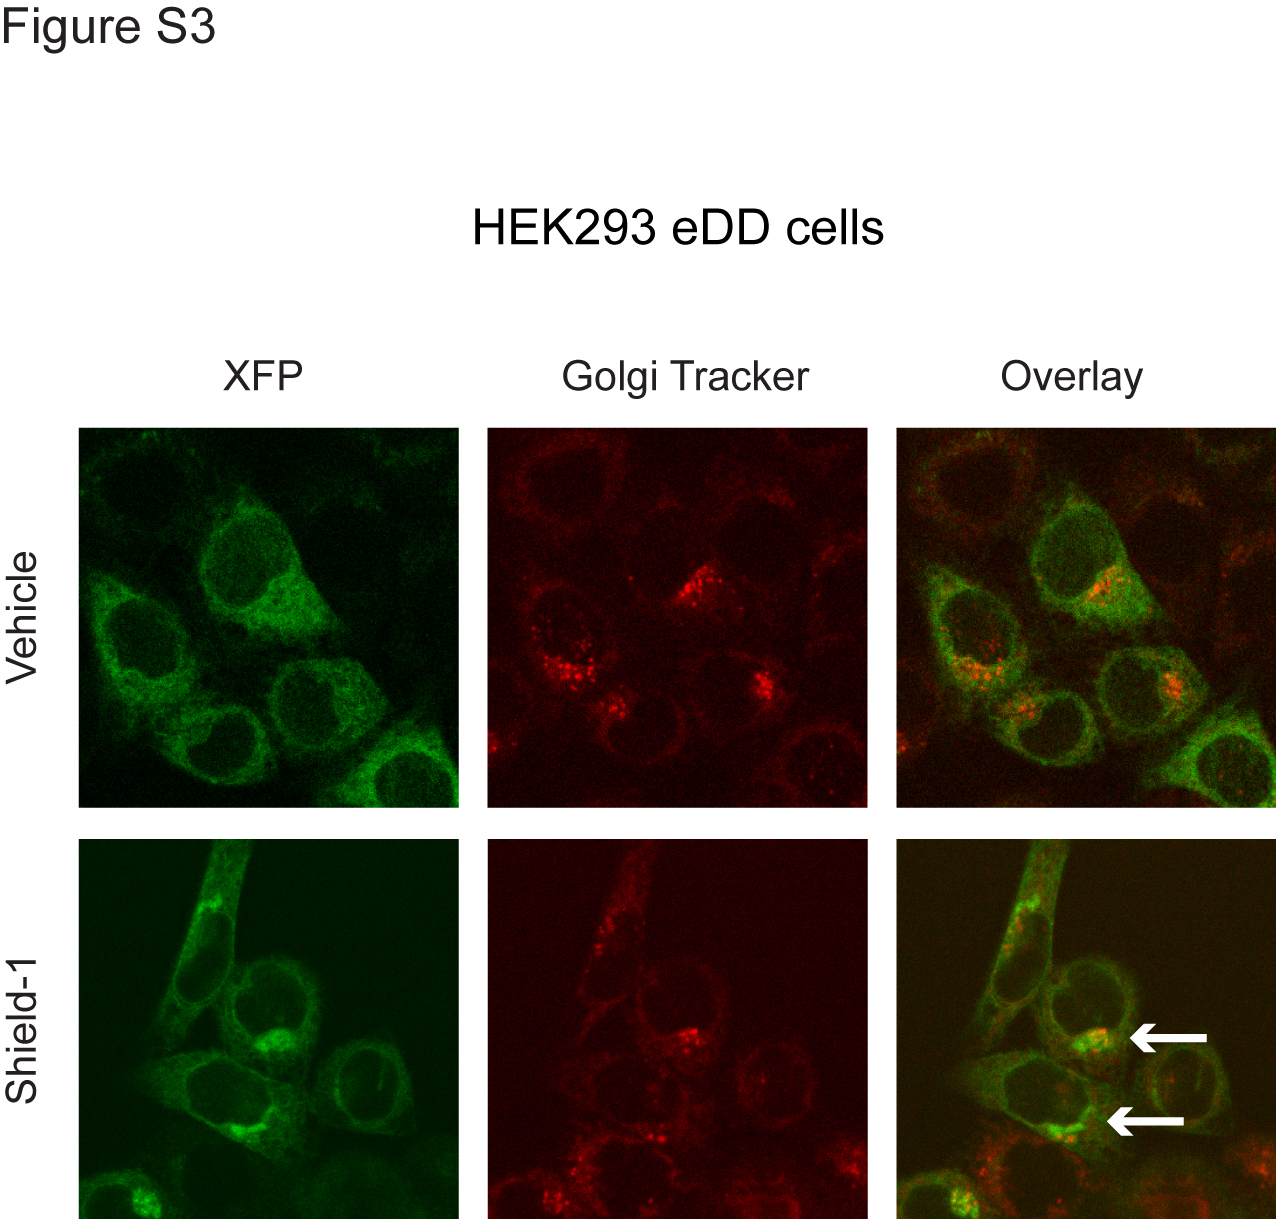 Figure S3
HEK293 eDD cells
XFP
Golgi Tracker
Overlay
Vehicle
Shield-1